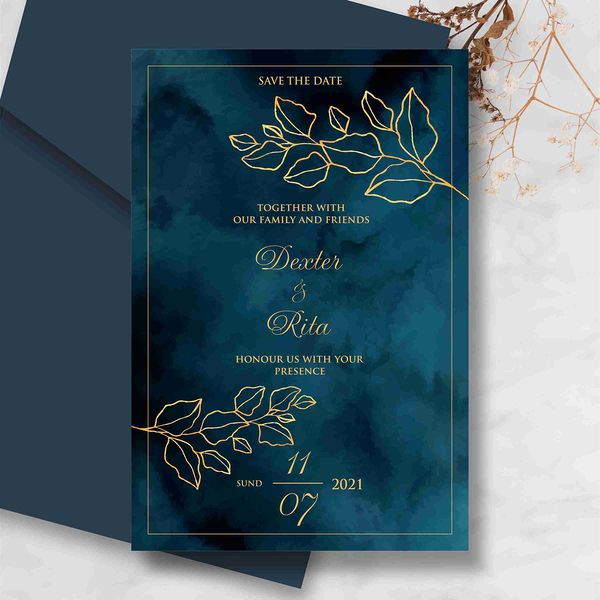 SAVE THE DATE
TOGETHER WITH
OUR FAMILY AND FRIENDS
Dexter
&
Rita
HONOUR US WITH YOUR
PRESENCE
11
SUND 2021
07